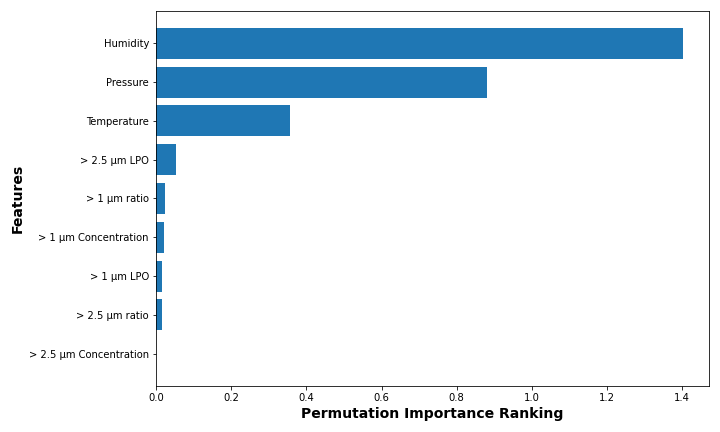 Humidity
Pressure
Temperature
> 2.5 μm LPO
> 1 μm ratio
> 1 μm Concentration
> 1 μm LPO
> 2.5 μm ratio
> 2.5 μm Concentration
Features
0.0 0.2 0.4 0.6 0.8 1.0 1.2 1.4
Permutation Importance Ranking